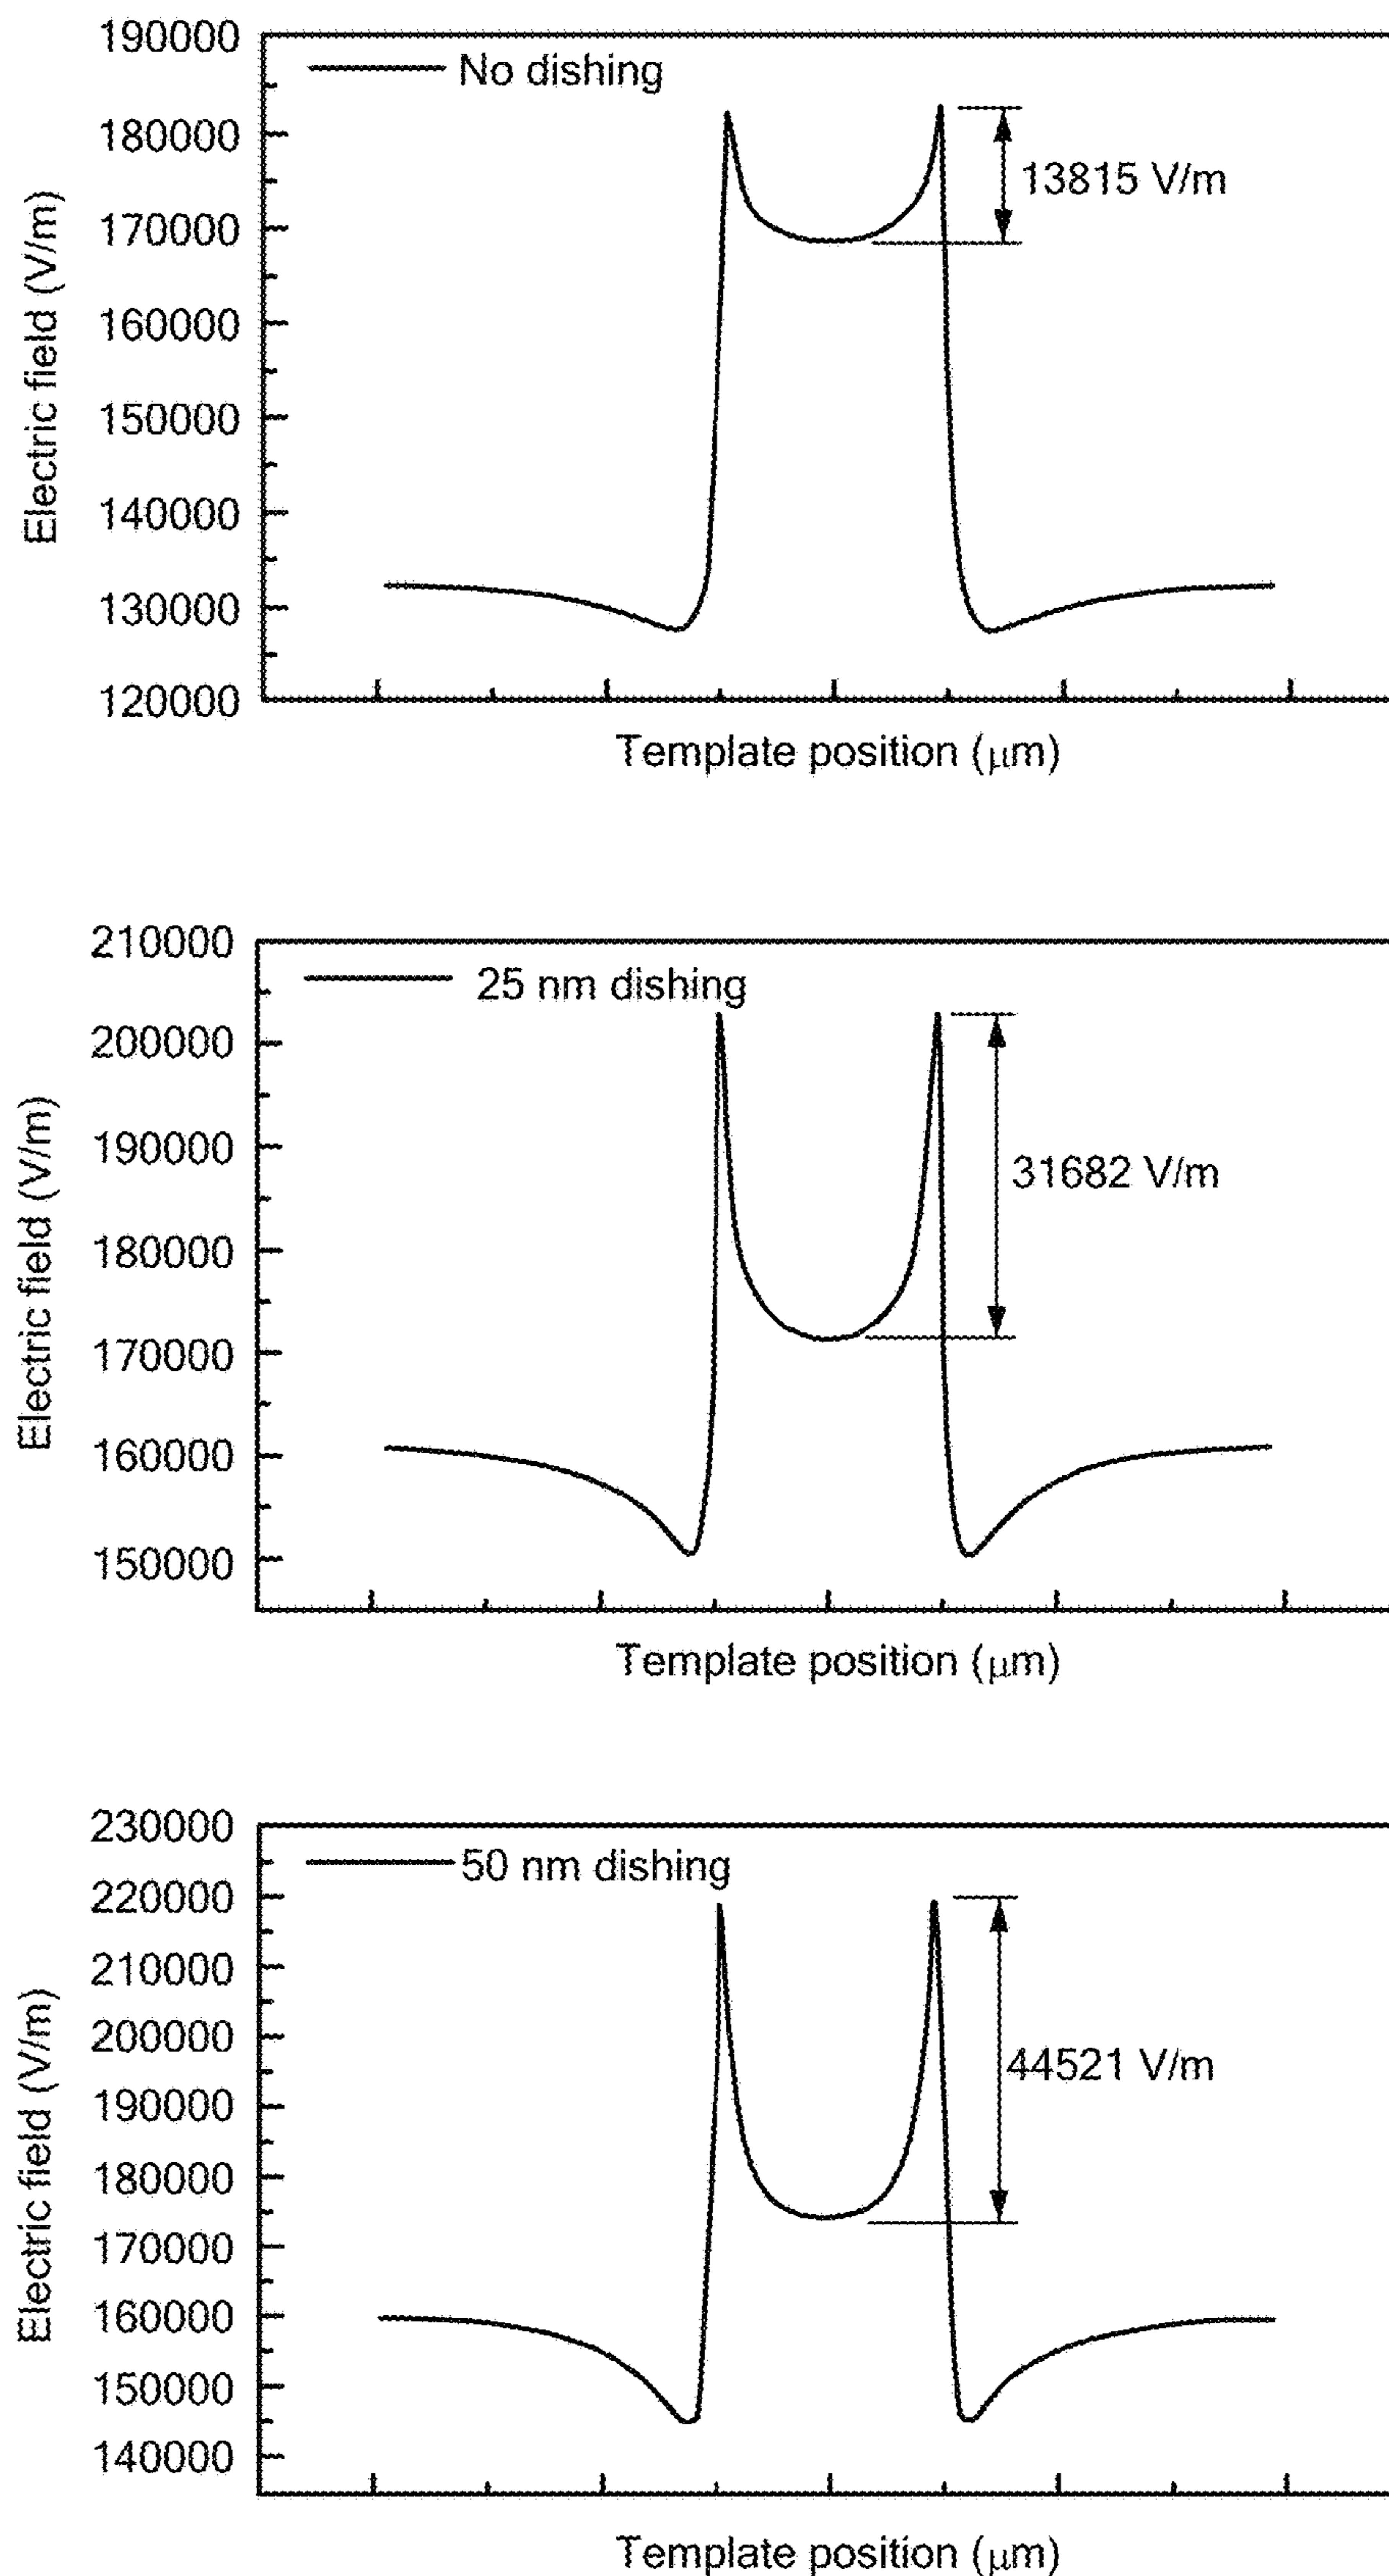 190000
No dishing
180000
13815 V/m
170000
160000
150000
140000
130000
120000
Electric field (V/m)
Template position (μm)
210000
25 nm dishing
200000
190000
31682 V/m
180000
170000
160000
150000
Electric field (V/m)
Template position (μm)
230000
50 nm dishing
220000
210000
200000
44521 V/m
190000
180000
170000
160000
150000
140000
Electric field (V/m)
Template position (μm)